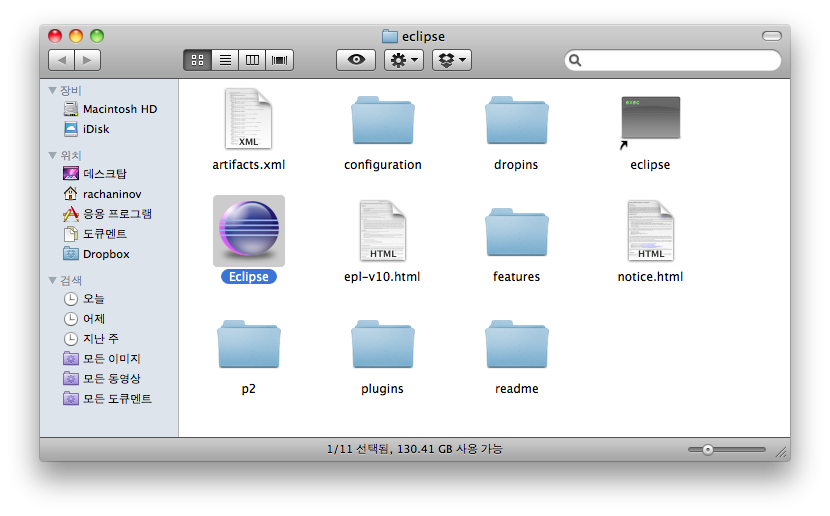 eclipse
장비
Macintosh HD
iDisk
위치
데스크탑
rachaninov
응용 프로그램
도큐멘트
Dropbox
검색
오늘
어제
지난 주
모든 이미지
모든 동영상
모든 도큐멘트
XML
artifacts.xml
configuration
dropins
exec
eclipse
Eclipse
HTML
epl-v10.html
features
HTML
notice.html
p2
plugins
readme
1/11 선택됨, 130.41 GB 사용 가능